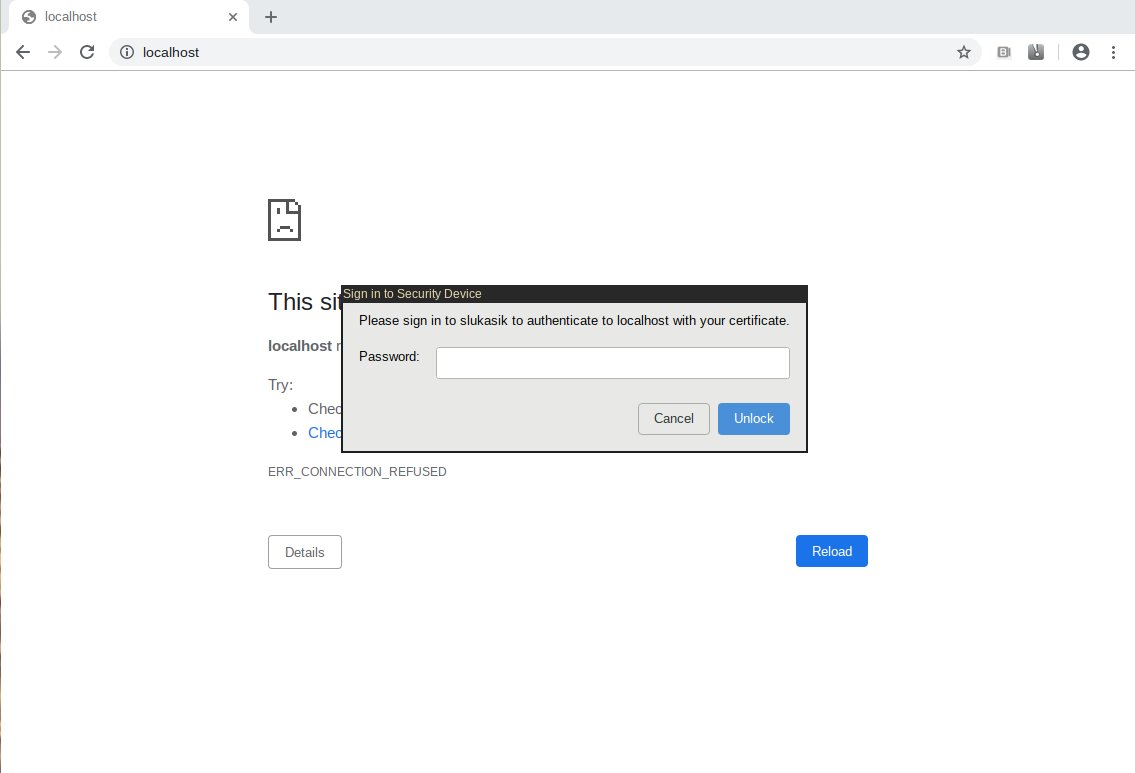 localhost
localhost
This sit
Sign in to Security Device
Please sign in to slukasik to authenticate to localhost with your certificate.
localhost r
Password:
Try:
Cancel
Unlock
Chec
Chec
ERR_CONNECTION_REFUSED
Details
Reload